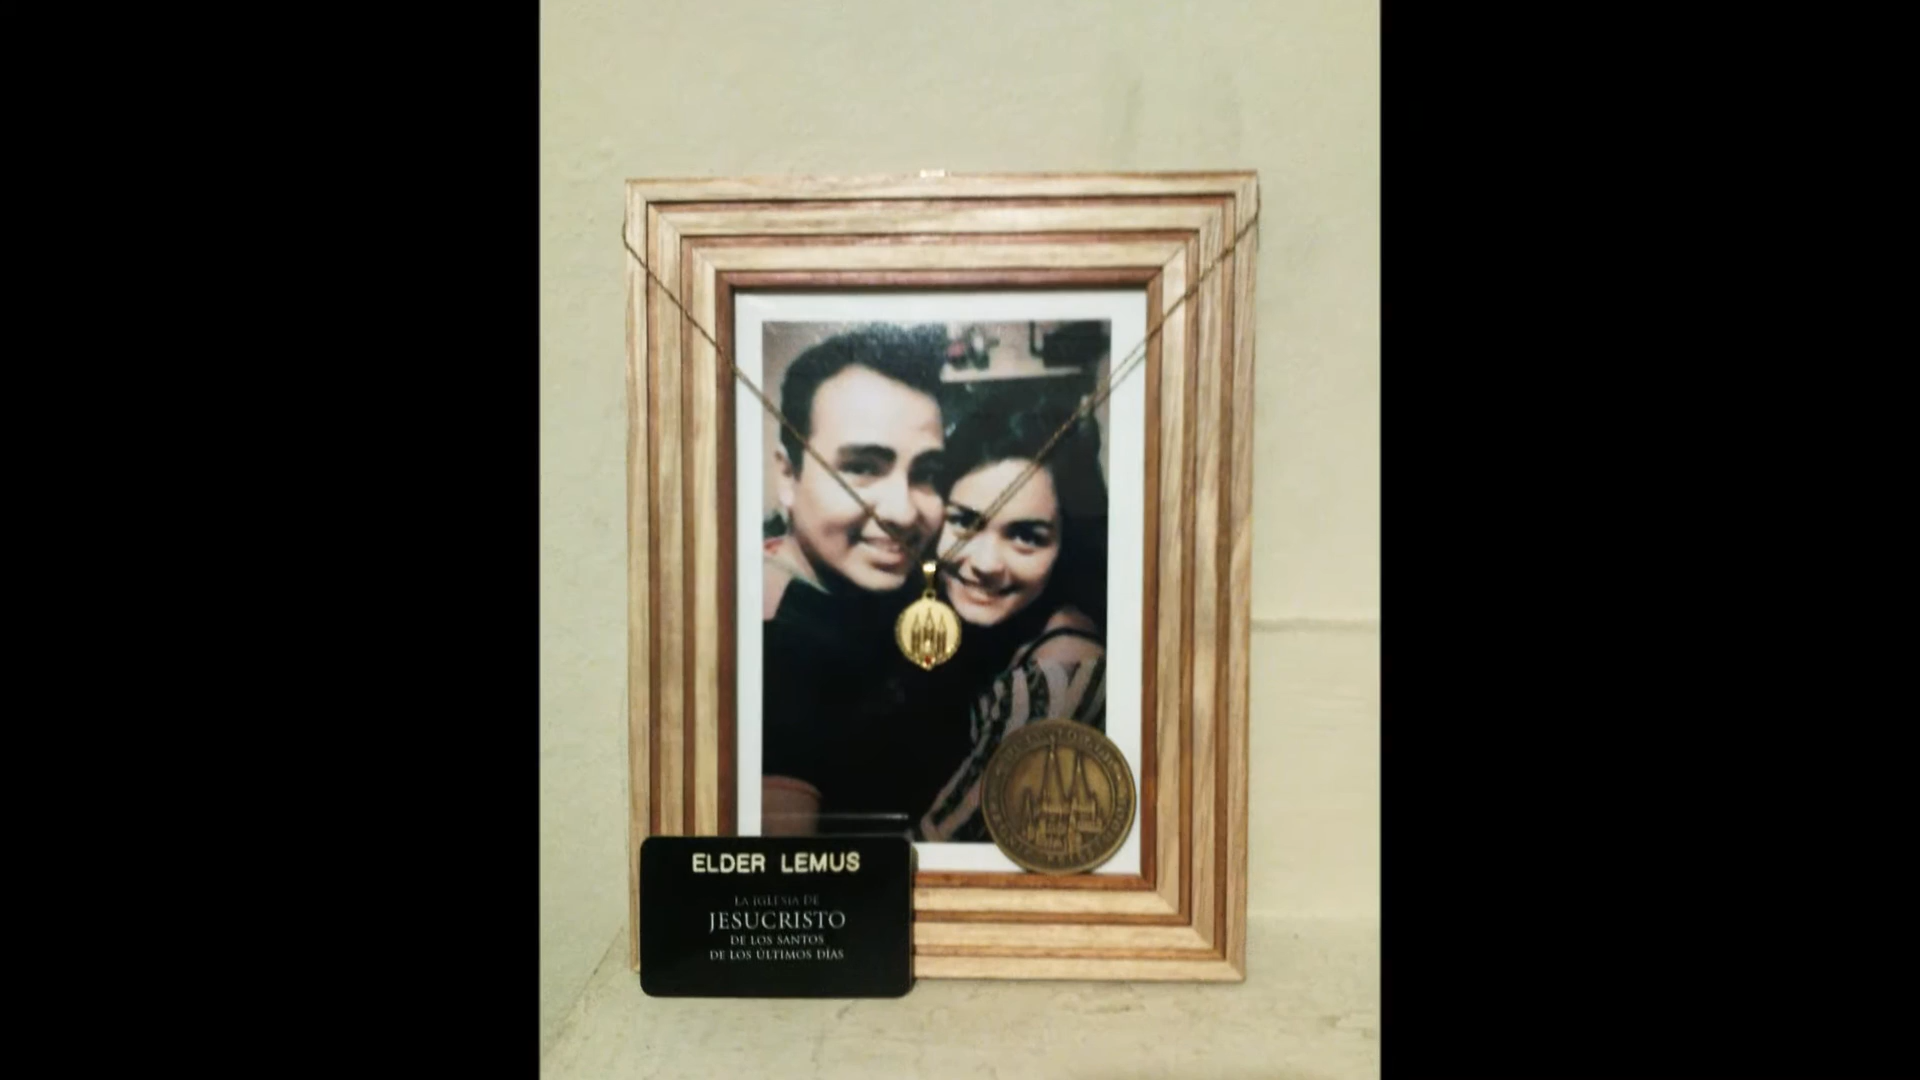 ELDER LEMUS
LA IGLESIA DE
JESUCRISTO
DE LOS SANTOS
DE LOS ÚLTIMOS DÍAS